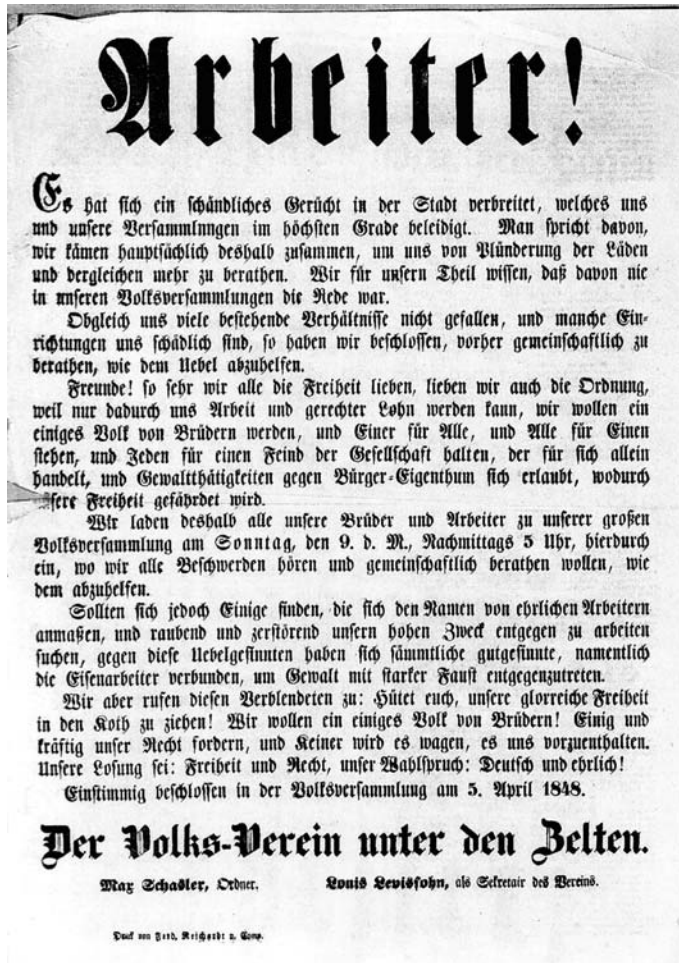 Arbeiter!
Es hat sich ein schändliches Gerücht in der Stadt verbreitet, welches uns
und unsere Versammlnngen im höchsten Grade beleidigt. Man spricht davon,
wir kämen hauptsächlich deshalb zusammen, um uns von Plünderung der Läden
und dergleichen mehr zu berathen. Wir für unsern Theil wissen, daß davon nie
in unseren Volksversammlungen die Rede war.
Obgleich uns viele bestehende Verhältnisse nicht gefallen, und manche Ein-
richtungen uns schädlich sind, so haben wir beschlossen, vorher gemeinschaftlich zu
berathen, wie dem Uebel abzuhelfen.
Freunde! so sehr wir alle die Freiheit lieben, lieben wir auch die Ordnung,
weil nur dadurch uns Arbeit und gerechter Lohn werden kann, wir wollen ein
einiges Volk von Brüdern werden, und Einer für Alle, und Alle für Einen
stehen, und Jeden für einen Feind der Gesellschaft halten, der für sich allein
handelt, und Gewaltthätigkeiten gegen Bürger-Eigenthum sich erlaubt, wodurch
sere Freiheit gefährdet wird.
Wir laden deshalb alle unsere Brüder und Arbeiter zu unserer großen
Volksversammlung am Sonntag, den 9. d. M., Nachmittags 5 Uhr, hierdurch
ein, wo wir alle Beschwerden hören und gemeinschaftlich berathen wollen, wie
dem abzuhelfen.
Sollten sich jedoch Einige finden, die sich den Namen von ehrlichen Arbeitern
anmaßen, und raubend und zerstörend unsern hohen Zweck entgegen zu arbeiten
suchen, gegen diese Uebelgesinnten haben sich sämmtliche gutgesinnte, namentlich
die Eisenarbeiter verbunden, um Gewalt mit starker Faust entgegenzutreten.
Wir aber rufen diesen Verblendeten zu: Hütet euch, unsere glorreiche Freiheit
in den Koth zu ziehen! Wir wollen ein einiges Volk von Brüdern! Einig und
kräftig unser Recht fordern, und Keiner wird es wagen, es uns vorzuenthalten.
Unsere Losung sei: Freiheit und Recht, unser Wahlspruch: Deutsch und ehrlich!
Einstimmig beschlossen in der Volksversammlung am 5. April 1848.
Der Volks-Verein unter den Zelten.
Max Schasler, Ordner. Louis Levissohn, als Sekretair des Vereins.
Druck von Ferd. Reichardt u. Comp.